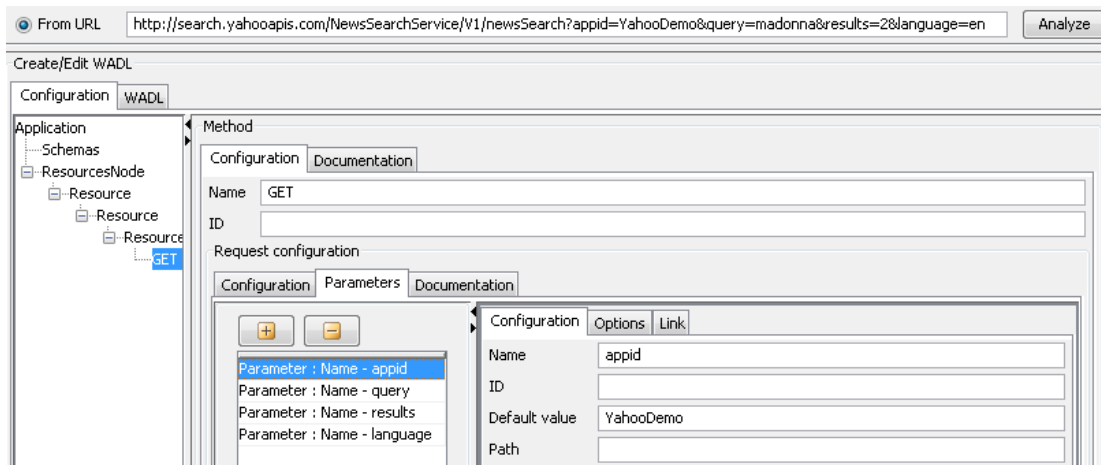 From URL http://search.yahooapis.com/NewsSearchService/V1/newsSearch?appid=YahooDemo&query=madonna&results=2&language=en Analyze
Create/Edit WADL
Configuration WADL
Application
Schemas
ResourcesNode
Resource
Resource
Resource
GET
Method
Configuration Documentation
Name GET
ID
Request configuration
Configuration Parameters Documentation
Parameter : Name - appid
Parameter : Name - query
Parameter : Name - results
Parameter : Name - language
Configuration Options Link
Name appid
ID
Default value YahooDemo
Path